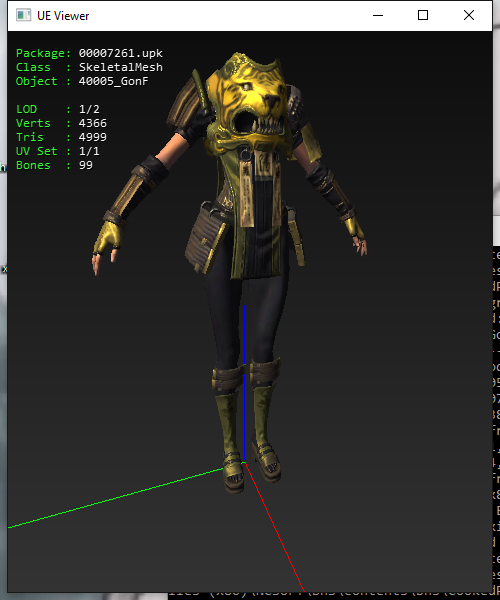 UE Viewer
Package: 00007261.upk
Class : SkeletalMesh
Object : 40005_GonF
LOD : 1/2
Verts : 4366
Tris : 4999
UV Set : 1/1
Bones : 99